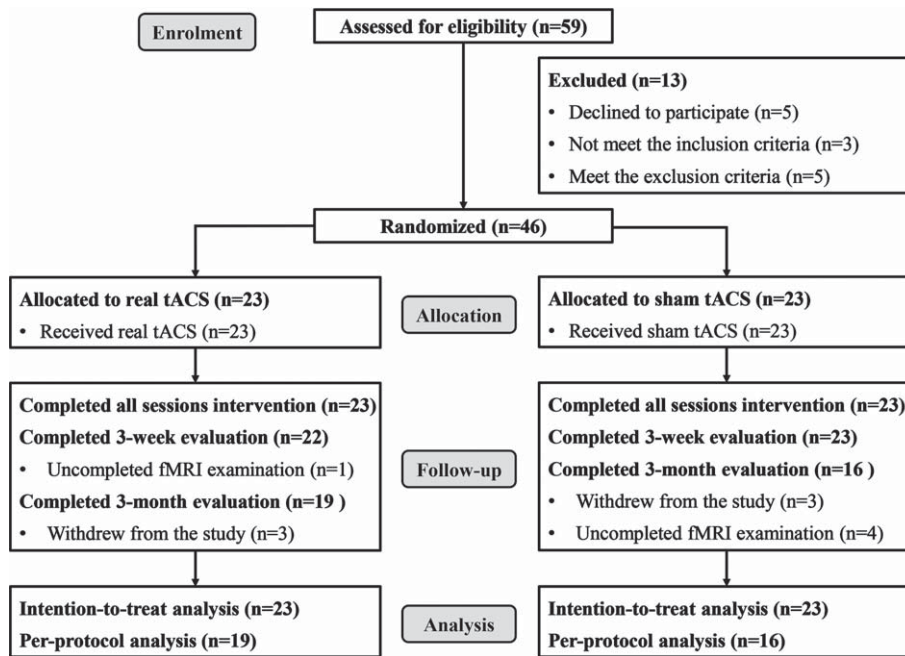 Enrolment
Assessed for eligibility (n=59)
Excluded (n=13)
• Declined to participate (n=5)
• Not meet the inclusion criteria (n=3)
• Meet the exclusion criteria (n=5)
Randomized (n=46)
Allocated to real tACS (n=23)
• Received real tACS (n=23)
Allocation
Allocated to sham tACS (n=23)
• Received sham tACS (n=23)
Completed all sessions intervention (n=23)
Completed 3-week evaluation (n=22)
• Uncompleted fMRI examination (n=1)
Completed 3-month evaluation (n=19 )
• Withdrew from the study (n=3)
Follow-up
Completed all sessions intervention (n=23)
Completed 3-week evaluation (n=23)
Completed 3-month evaluation (n=16 )
• Withdrew from the study (n=3)
• Uncompleted fMRI examination (n=4)
Intention-to-treat analysis (n=23)
Per-protocol analysis (n=19)
Analysis
Intention-to-treat analysis (n=23)
Per-protocol analysis (n=16)